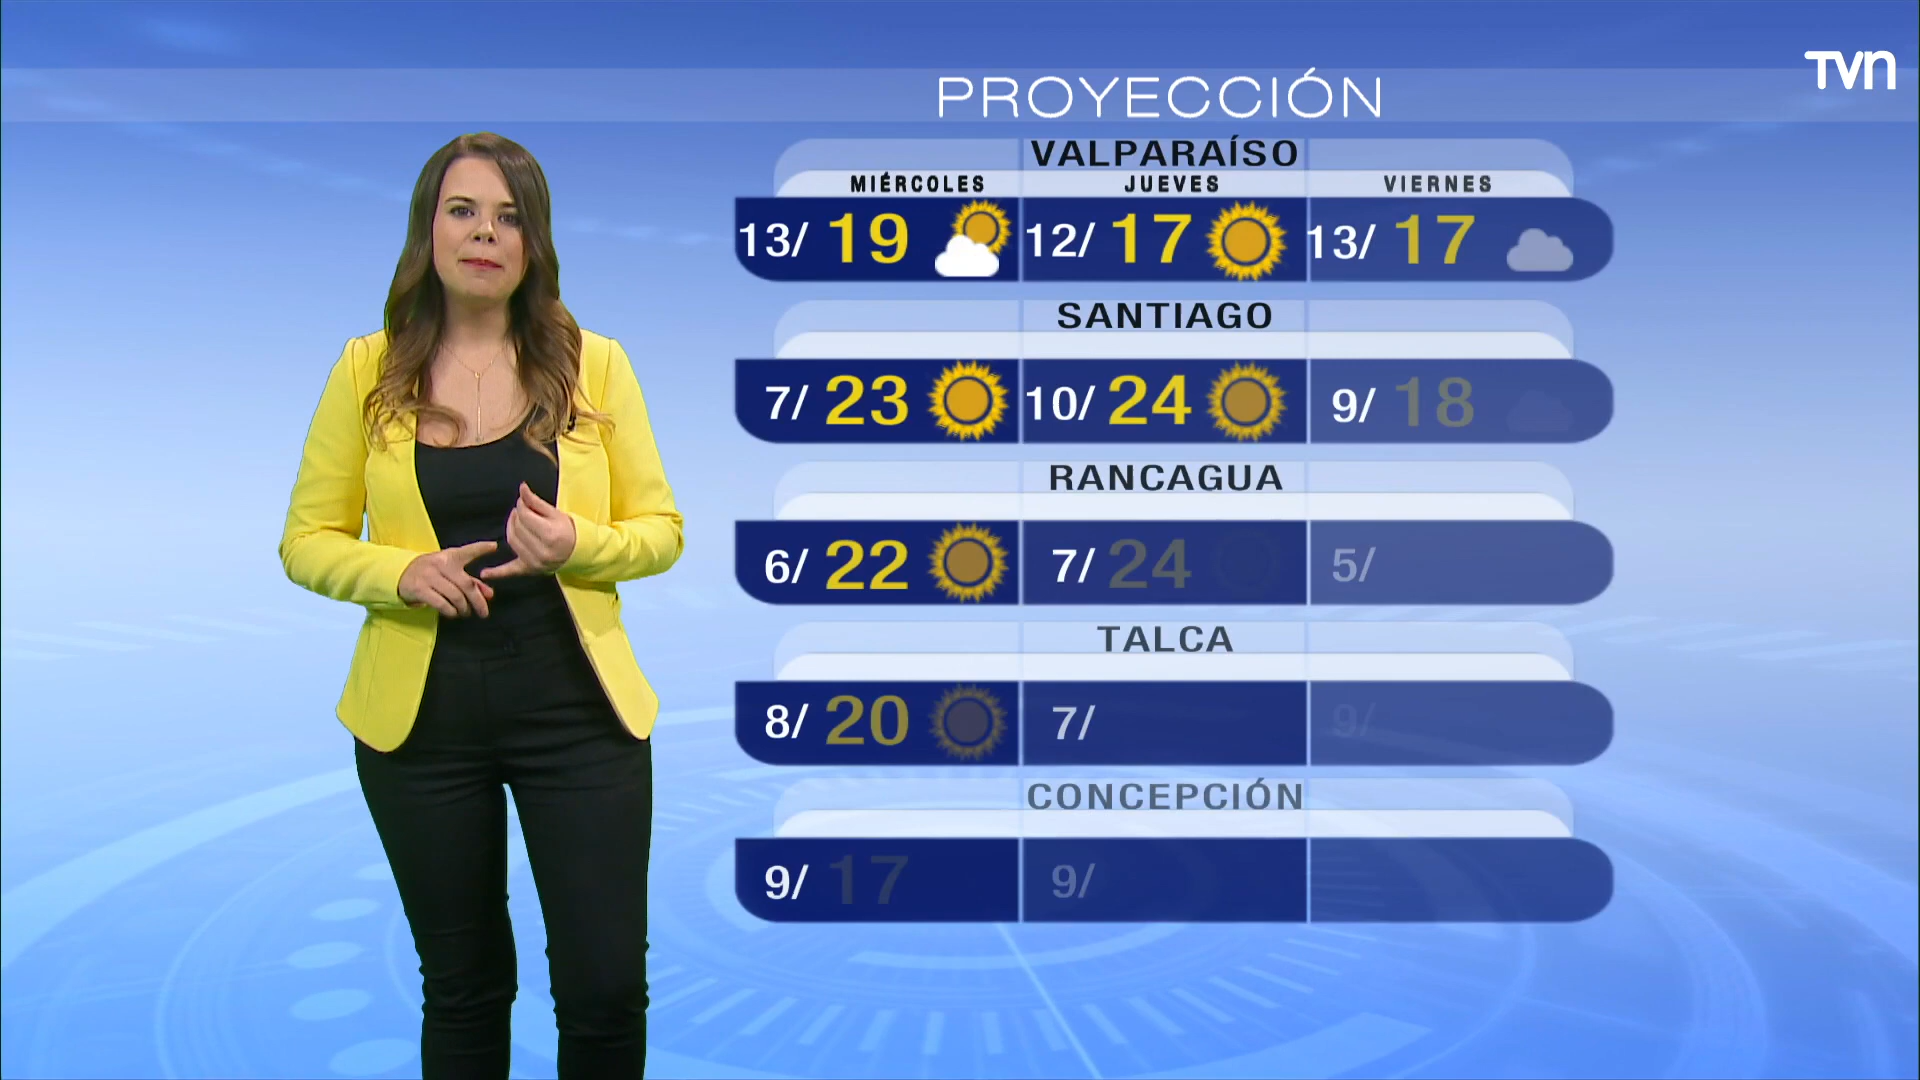 TVN
PROYECCIÓN
VALPARAÍSO
MIÉRCOLES JUEVES VIERNES
13/ 19 12/ 17 13/ 17
SANTIAGO
7/ 23 10/ 24 9/ 18
RANCAGUA
6/ 22 7/ 24 5/
TALCA
8/ 20 7/ 9/
CONCEPCIÓN
9/ 17 9/